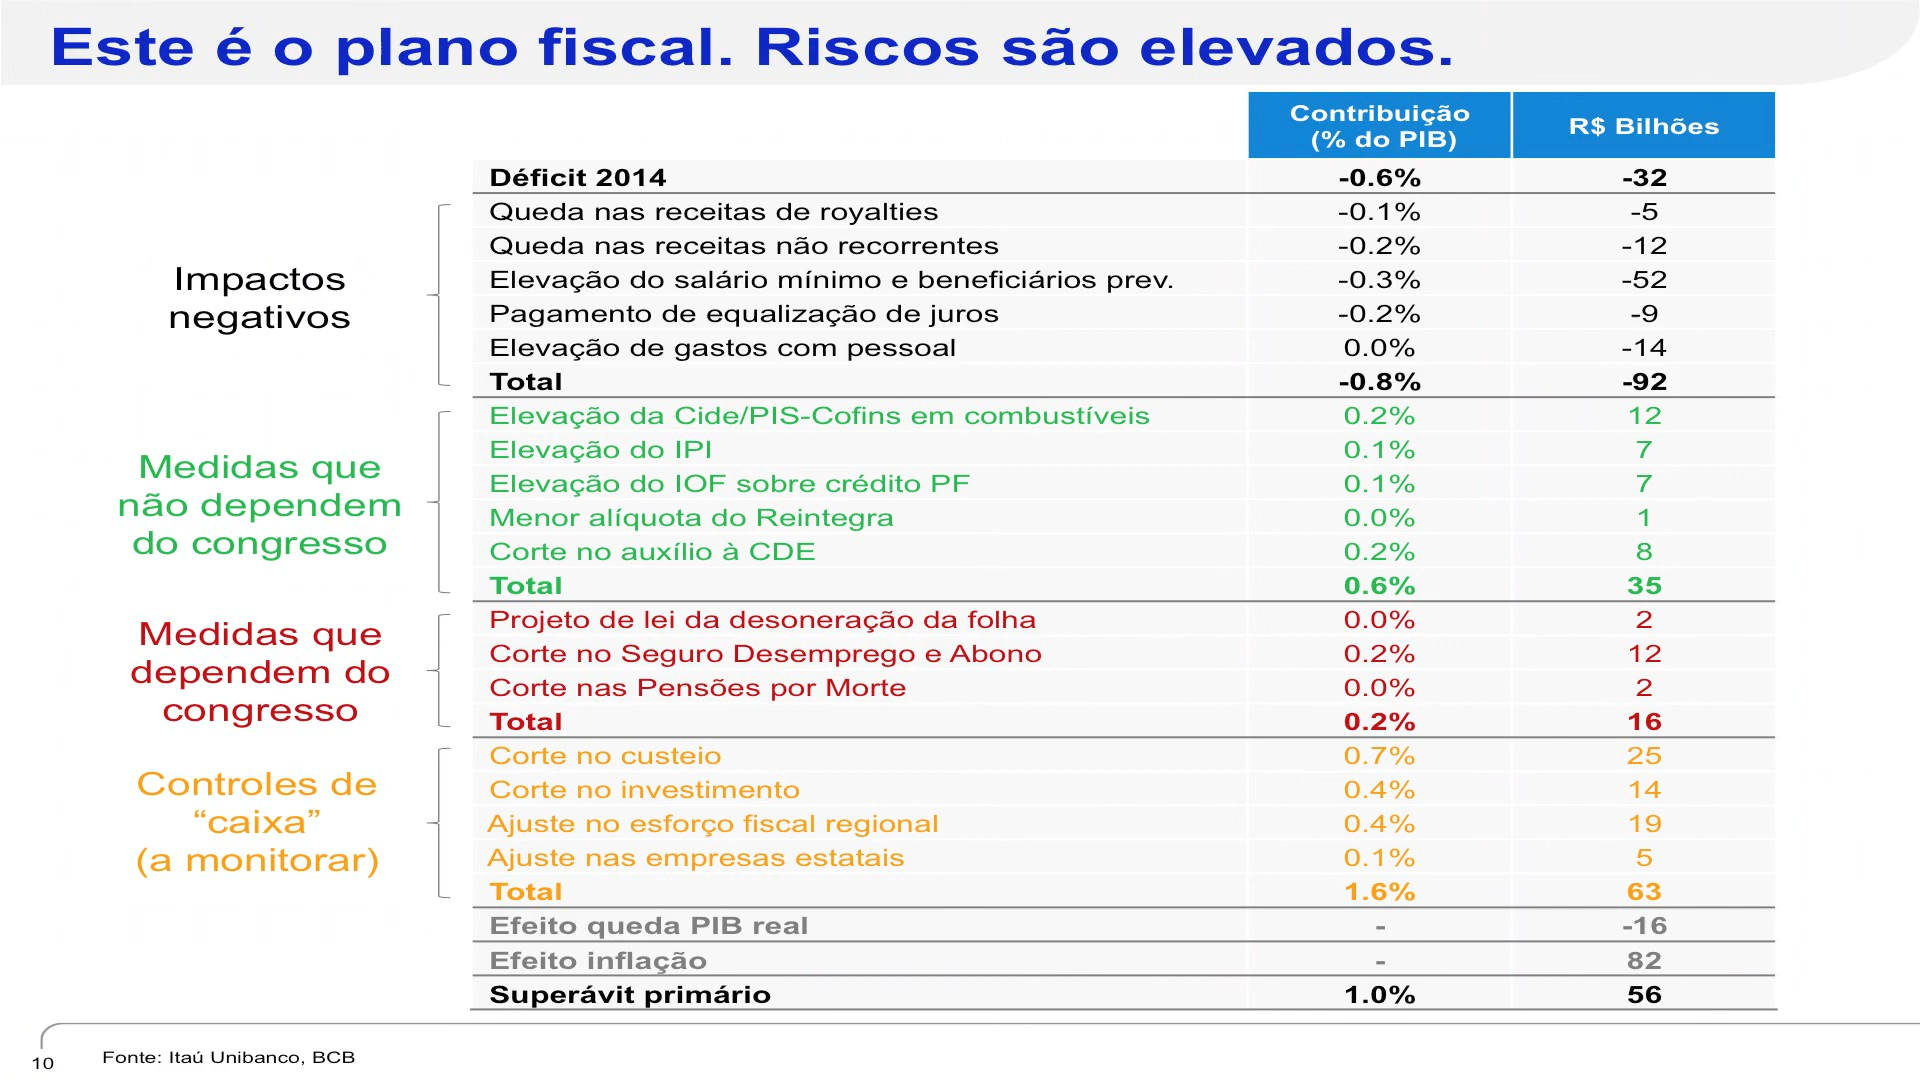 Este é o plano fiscal. Riscos são elevados.
Contribuição
(% do PIB)
R$ Bilhões
Déficit 2014 -0.6% -32
Impactos
negativos
Queda nas receitas de royalties -0.1% -5
Queda nas receitas não recorrentes -0.2% -12
Elevação do salário mínimo e beneficiários prev. -0.3% -52
Pagamento de equalização de juros -0.2% -9
Elevação de gastos com pessoal 0.0% -14
Total -0.8% -92
Medidas que
não dependem
do congresso
Elevação da Cide/PIS-Cofins em combustíveis 0.2% 12
Elevação do IPI 0.1% 7
Elevação do IOF sobre crédito PF 0.1% 7
Menor alíquota do Reintegra 0.0% 1
Corte no auxílio à CDE 0.2% 8
Total 0.6% 35
Medidas que
dependem do
congresso
Projeto de lei da desoneração da folha 0.0% 2
Corte no Seguro Desemprego e Abono 0.2% 12
Corte nas Pensões por Morte 0.0% 2
Total 0.2% 16
Controles de
“caixa”
(a monitorar)
Corte no custeio 0.7% 25
Corte no investimento 0.4% 14
Ajuste no esforço fiscal regional 0.4% 19
Ajuste nas empresas estatais 0.1% 5
Total 1.6% 63
Efeito queda PIB real - -16
Efeito inflação - 82
Superávit primário 1.0% 56
10
Fonte: Itaú Unibanco, BCB